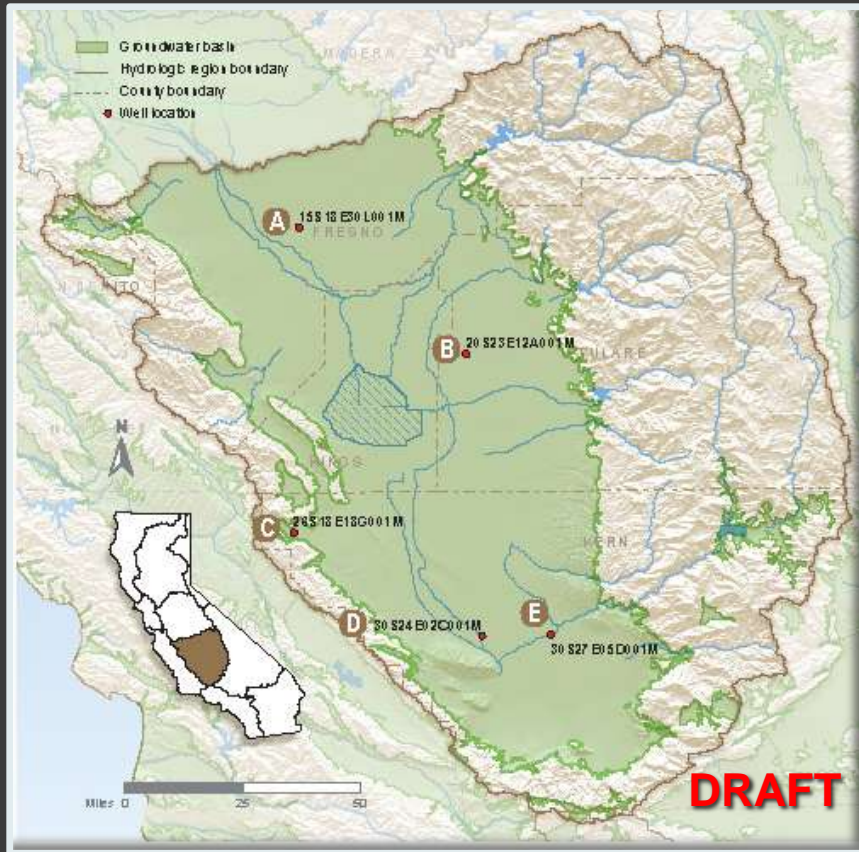 Groundwater basin
Hydrologic region boundary
County boundary
Well location
MADERA
A
15S18E30L001M
FRESNO
B
20S23E12A001M
TULARE
N
KINGS
C
26S18E18G001M
KERN
D
30S24E02C001M
E
30S27E05D001M
Miles 0 25 50
DRAFT